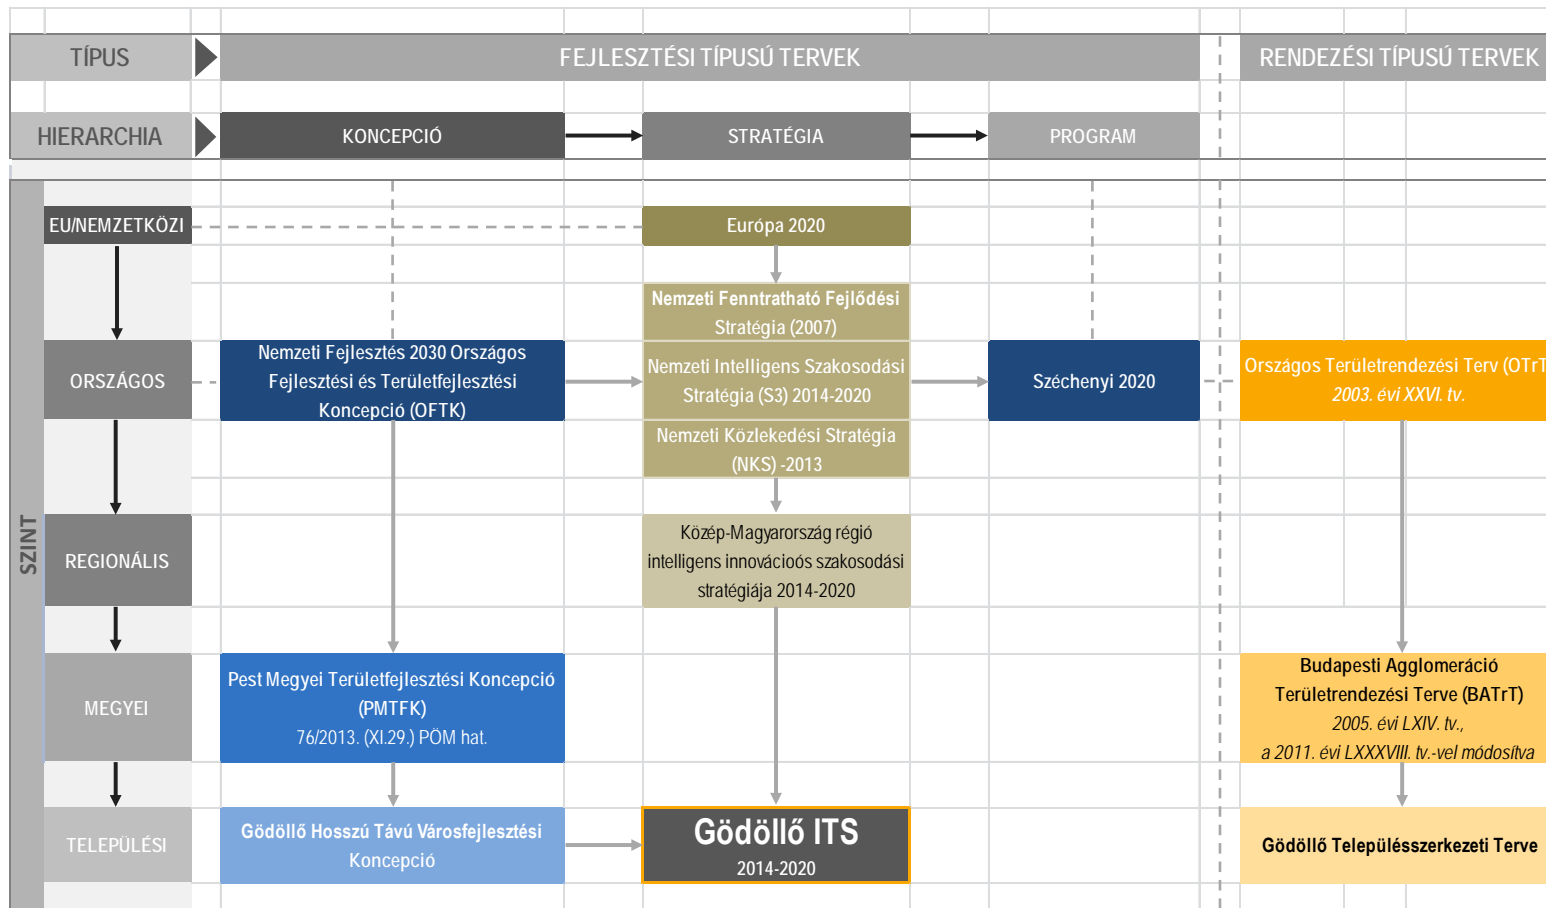 TÍPUS
FEJLESZTÉSI TÍPUSÚ TERVEK
RENDEZÉSI TÍPUSÚ TERVEK
HIERARCHIA
KONCEPCIÓ
STRATÉGIA
PROGRAM
SZINT
EU/NEMZETKÖZI
Európa 2020
Nemzeti Fenntratható Fejlődési
Stratégia (2007)
ORSZÁGOS
Nemzeti Fejlesztés 2030 Országos
Fejlesztési és Területfejlesztési
Koncepció (OFTK)
Nemzeti Intelligens Szakosodási
Stratégia (S3) 2014-2020
Széchenyi 2020
Országos Területrendezési Terv (OTrT
2003. évi XXVI. tv.
Nemzeti Közlekedési Stratégia
(NKS) -2013
REGIONÁLIS
Közép-Magyarország régió
intelligens innovációós szakosodási
stratégiája 2014-2020
MEGYEI
Pest Megyei Területfejlesztési Koncepció
(PMTFK)
76/2013. (XI.29.) PÖM hat.
Budapesti Agglomeráció
Területrendezési Terve (BATrT)
2005. évi LXIV. tv.,
a 2011. évi LXXXVIII. tv.-vel módosítva
TELEPÜLÉSI
Gödöllő Hosszú Távú Városfejlesztési
Koncepció
Gödöllő ITS
2014-2020
Gödöllő Településszerkezeti Terve